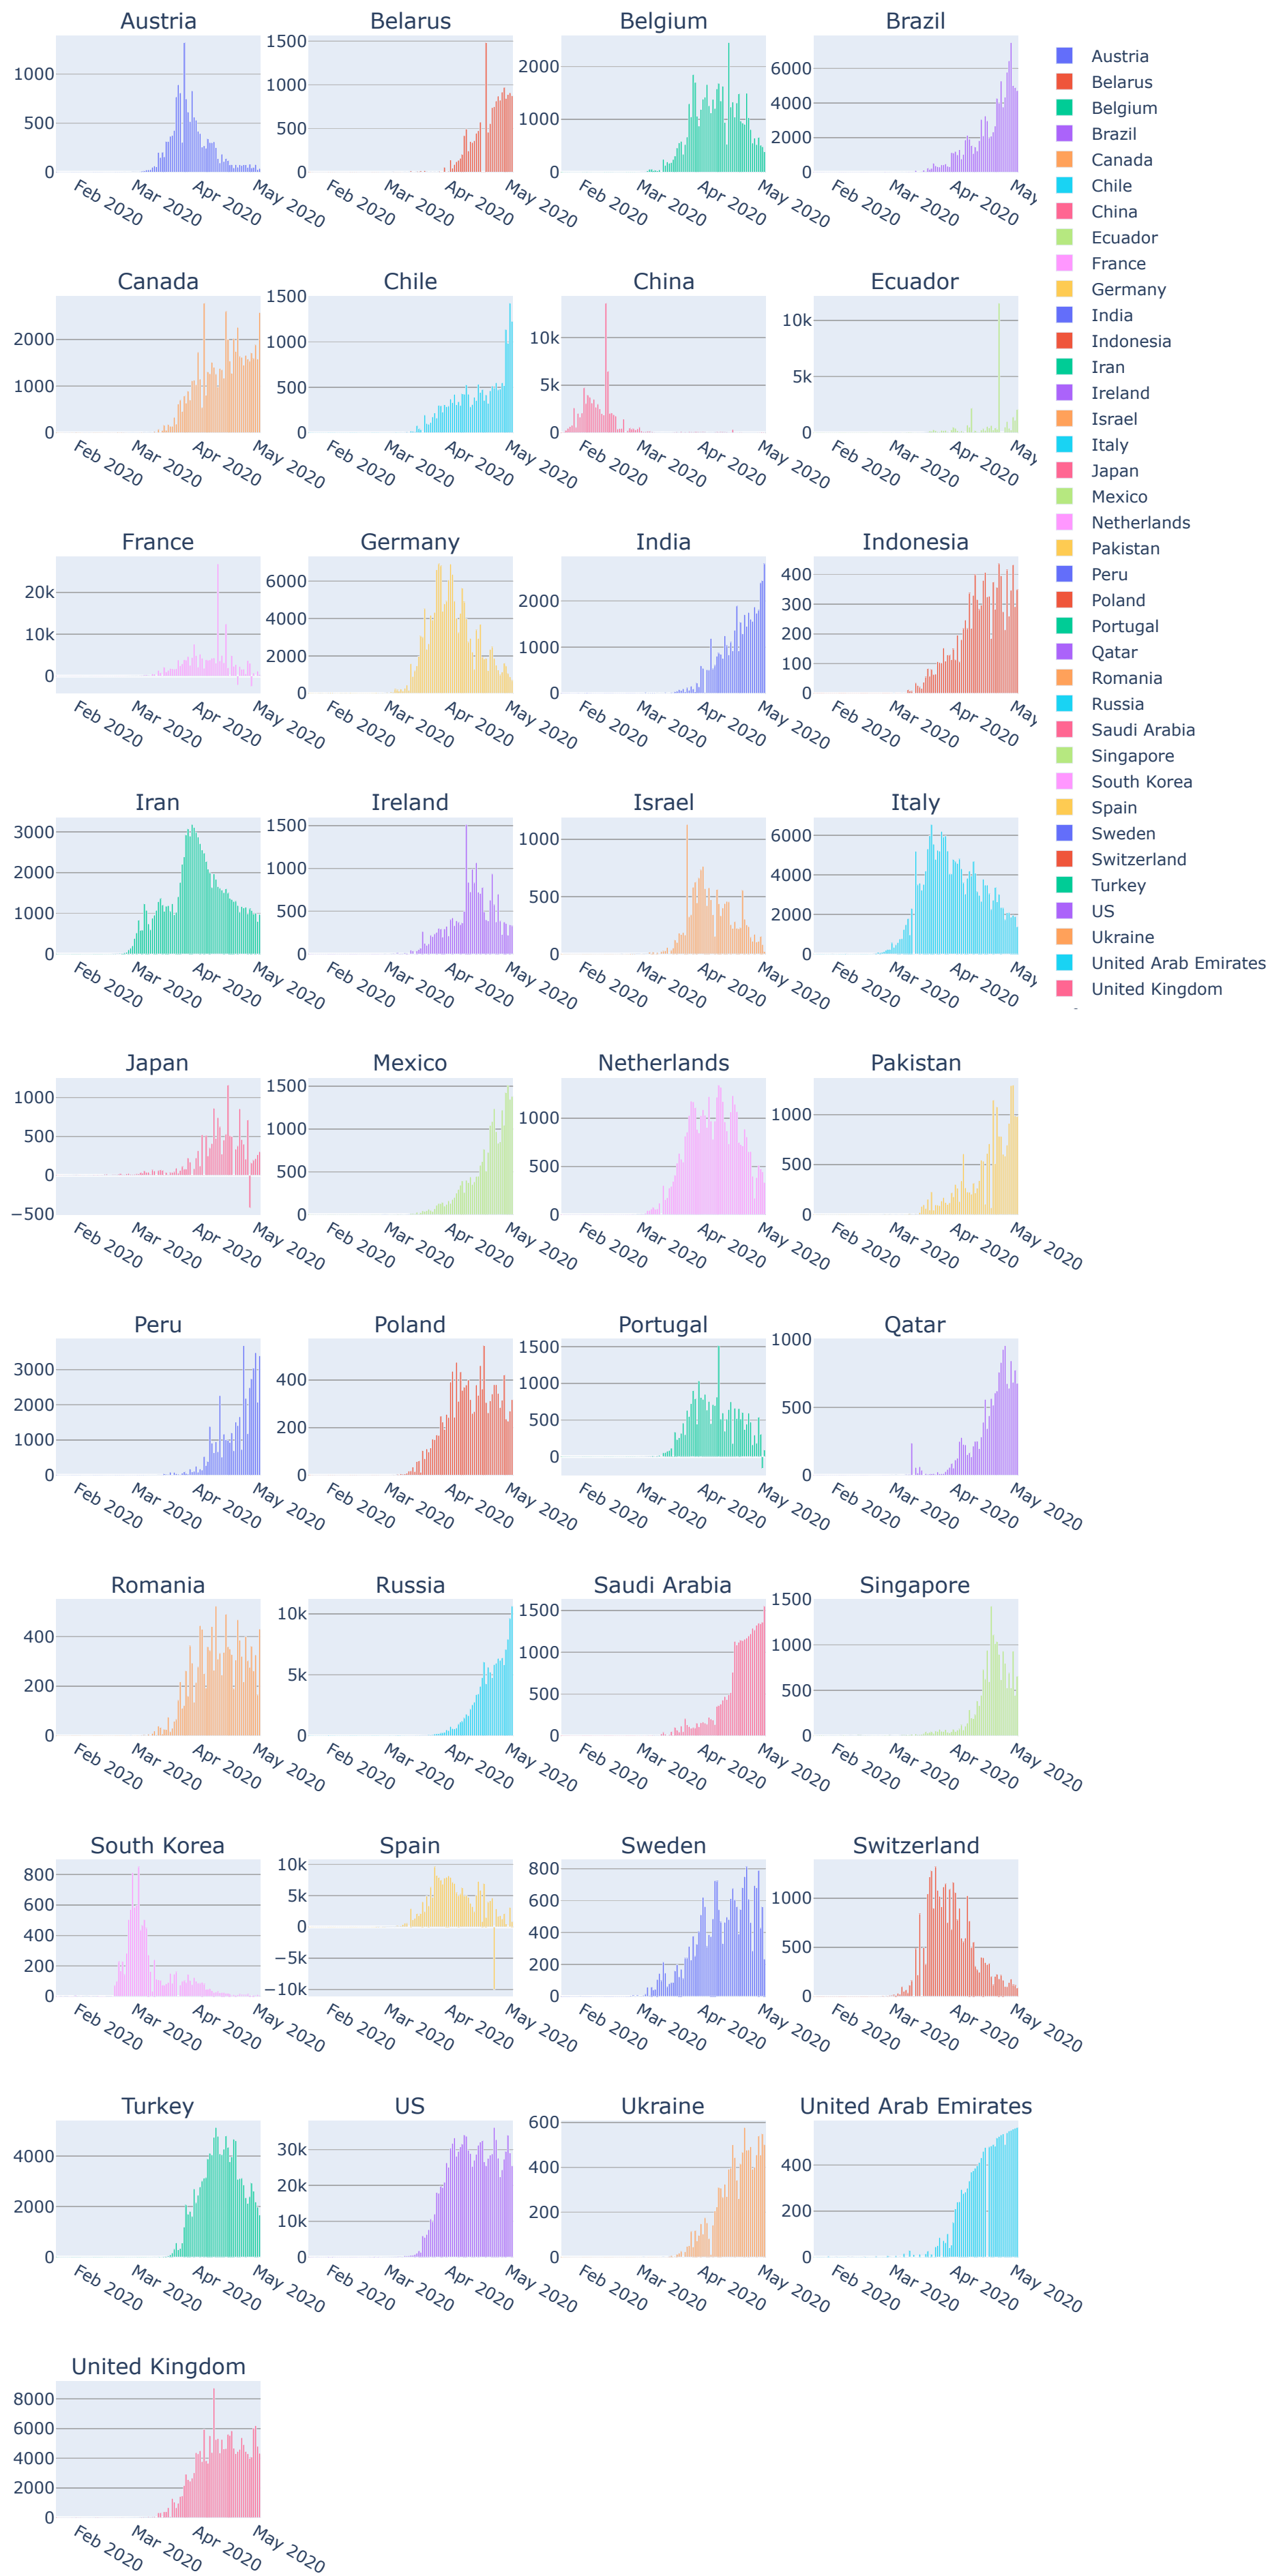 Austria
Belarus
Belgium
Brazil
1000
500
0
1500
1000
500
0
2000
1000
0
6000
4000
2000
0
Feb 2020
Mar 2020
Apr 2020
May 2020
Feb 2020
Mar 2020
Apr 2020
May 2020
Feb 2020
Mar 2020
Apr 2020
May 2020
Feb 2020
Mar 2020
Apr 2020
May
Austria
Belarus
Belgium
Brazil
Canada
Chile
China
Ecuador
France
Germany
India
Indonesia
Iran
Ireland
Israel
Italy
Japan
Mexico
Netherlands
Pakistan
Peru
Poland
Portugal
Qatar
Romania
Russia
Saudi Arabia
Singapore
South Korea
Spain
Sweden
Switzerland
Turkey
US
Ukraine
United Arab Emirates
United Kingdom
Canada
Chile
China
Ecuador
2000
1000
0
1500
1000
500
0
10k
5k
0
10k
5k
0
Feb 2020
Mar 2020
Apr 2020
May 2020
Feb 2020
Mar 2020
Apr 2020
May 2020
Feb 2020
Mar 2020
Apr 2020
May 2020
Feb 2020
Mar 2020
Apr 2020
May
France
Germany
India
Indonesia
20k
10k
0
6000
4000
2000
0
2000
1000
0
400
300
200
100
0
Feb 2020
Mar 2020
Apr 2020
May 2020
Feb 2020
Mar 2020
Apr 2020
May 2020
Feb 2020
Mar 2020
Apr 2020
May 2020
Feb 2020
Mar 2020
Apr 2020
May
Iran
Ireland
Israel
Italy
3000
2000
1000
0
1500
1000
500
0
1000
500
0
6000
4000
2000
0
Feb 2020
Mar 2020
Apr 2020
May 2020
Feb 2020
Mar 2020
Apr 2020
May 2020
Feb 2020
Mar 2020
Apr 2020
May 2020
Feb 2020
Mar 2020
Apr 2020
May
Japan
Mexico
Netherlands
Pakistan
1000
500
0
−500
1500
1000
500
0
1000
500
0
1000
500
0
Feb 2020
Mar 2020
Apr 2020
May 2020
Feb 2020
Mar 2020
Apr 2020
May 2020
Feb 2020
Mar 2020
Apr 2020
May 2020
Feb 2020
Mar 2020
Apr 2020
May 2020
Peru
Poland
Portugal
Qatar
3000
2000
1000
0
400
200
0
1500
1000
500
0
1000
500
0
Feb 2020
Mar 2020
Apr 2020
May 2020
Feb 2020
Mar 2020
Apr 2020
May 2020
Feb 2020
Mar 2020
Apr 2020
May 2020
Feb 2020
Mar 2020
Apr 2020
May 2020
Romania
Russia
Saudi Arabia
Singapore
400
200
0
10k
5k
0
1500
1000
500
0
1500
1000
500
0
Feb 2020
Mar 2020
Apr 2020
May 2020
Feb 2020
Mar 2020
Apr 2020
May 2020
Feb 2020
Mar 2020
Apr 2020
May 2020
Feb 2020
Mar 2020
Apr 2020
May 2020
South Korea
Spain
Sweden
Switzerland
800
600
400
200
0
10k
5k
0
−5k
−10k
800
600
400
200
0
1000
500
0
Feb 2020
Mar 2020
Apr 2020
May 2020
Feb 2020
Mar 2020
Apr 2020
May 2020
Feb 2020
Mar 2020
Apr 2020
May 2020
Feb 2020
Mar 2020
Apr 2020
May 2020
Turkey
US
Ukraine
United Arab Emirates
4000
2000
0
30k
20k
10k
0
600
400
200
0
400
200
0
Feb 2020
Mar 2020
Apr 2020
May 2020
Feb 2020
Mar 2020
Apr 2020
May 2020
Feb 2020
Mar 2020
Apr 2020
May 2020
Feb 2020
Mar 2020
Apr 2020
May 2020
United Kingdom
8000
6000
4000
2000
0
Feb 2020
Mar 2020
Apr 2020
May 2020